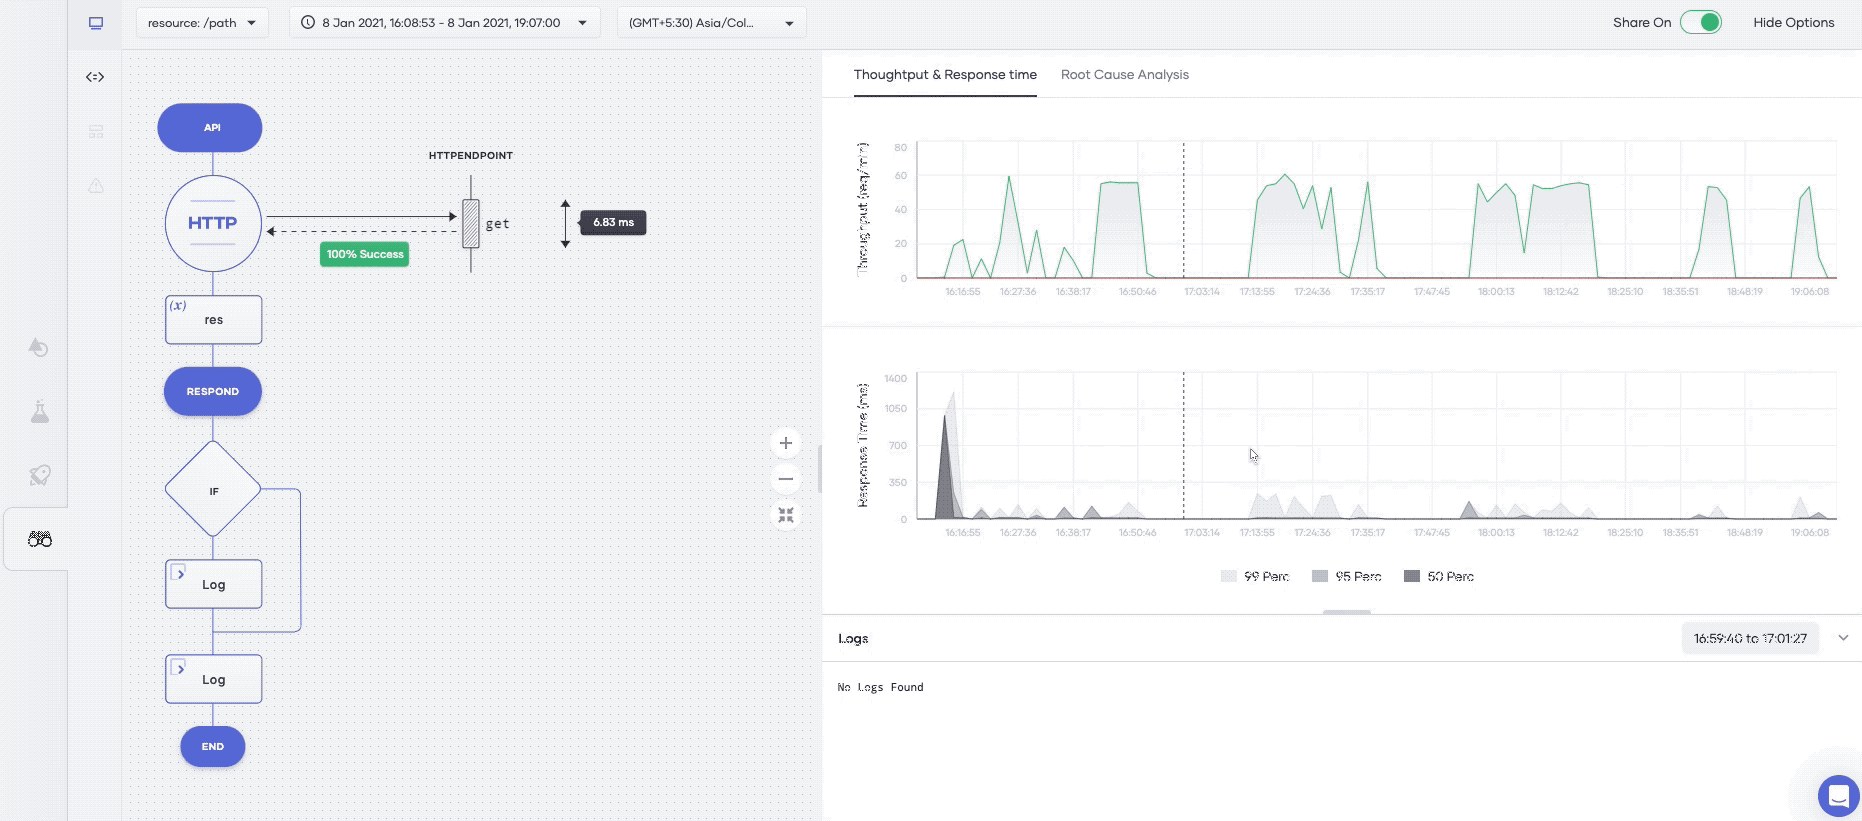 resource: /path
8 Jan 2021, 16:08:53 - 8 Jan 2021, 19:07:00
(GMT+5:30) Asia/Col...
Share On
Hide Options
API
HTTP
HTTPENDPOINT
get
6.83 ms
100% Success
(x)
res
RESPOND
IF
Log
Log
END
Thoughtput & Response time
Root Cause Analysis
Throughput (req/min)
80
60
40
20
0
16:16:55 16:27:36 16:38:17 16:50:46 17:03:14 17:13:55 17:24:36 17:35:17 17:47:45 18:00:13 18:12:42 18:25:10 18:35:51 18:48:19 19:06:08
Response Time (ms)
1400
1050
700
350
0
16:16:55 16:27:36 16:38:17 16:50:46 17:03:14 17:13:55 17:24:36 17:35:17 17:47:45 18:00:13 18:12:42 18:25:10 18:35:51 18:48:19 19:06:08
99 Perc 95 Perc 50 Perc
Logs
16:59:40 to 17:01:27
No Logs Found